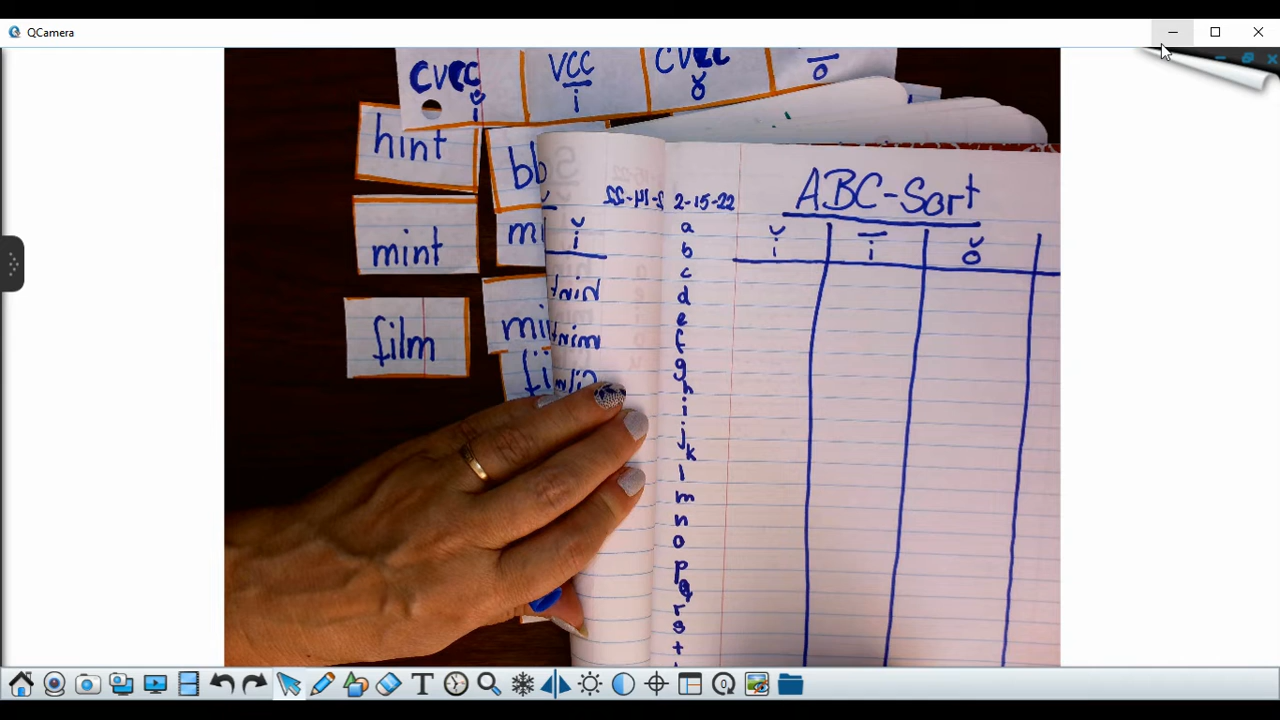 QCamera
CVCC VCC CVCC
ĭ ī ŏ ō
hint
mint
film
2-15-22 ABC-Sort
ĭ ī ŏ
a
b
c
d
e
f
g
h
i
j
k
l
m
n
o
p
q
r
s
t